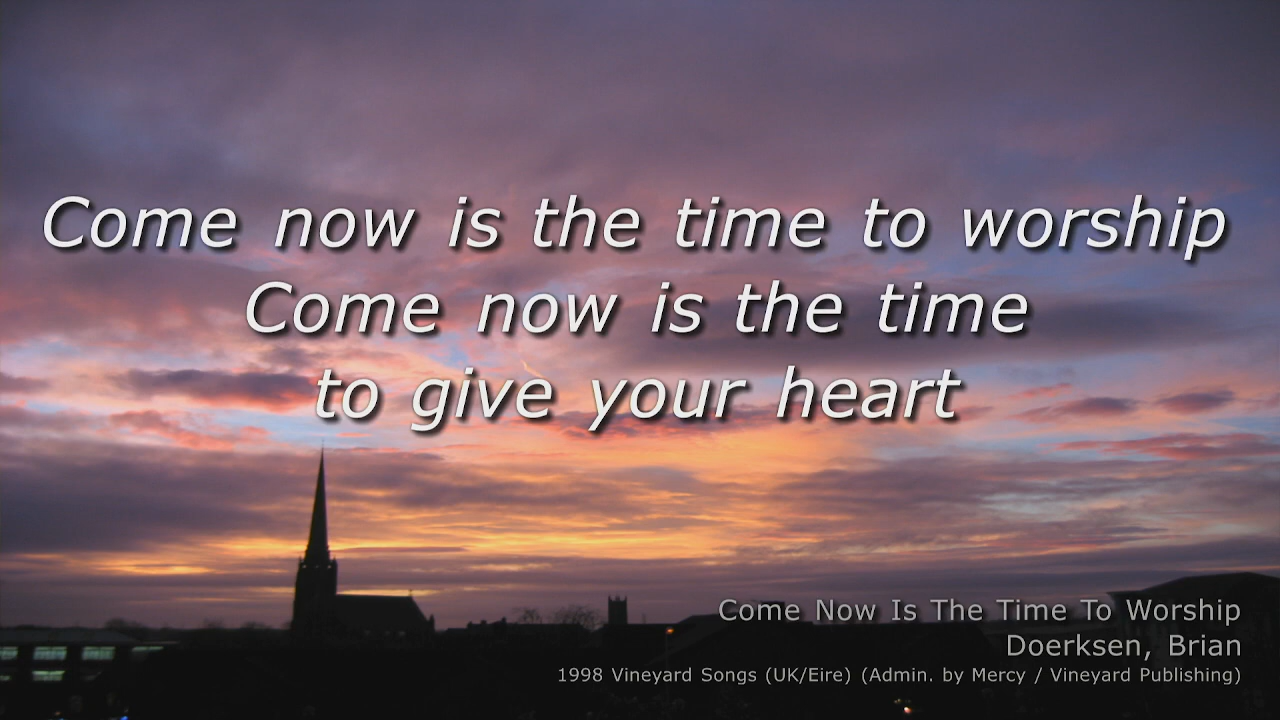 Come now is the time to worship
Come now is the time
to give your heart
Come Now Is The Time To Worship
Doerksen, Brian
1998 Vineyard Songs (UK/Eire) (Admin. by Mercy / Vineyard Publishing)